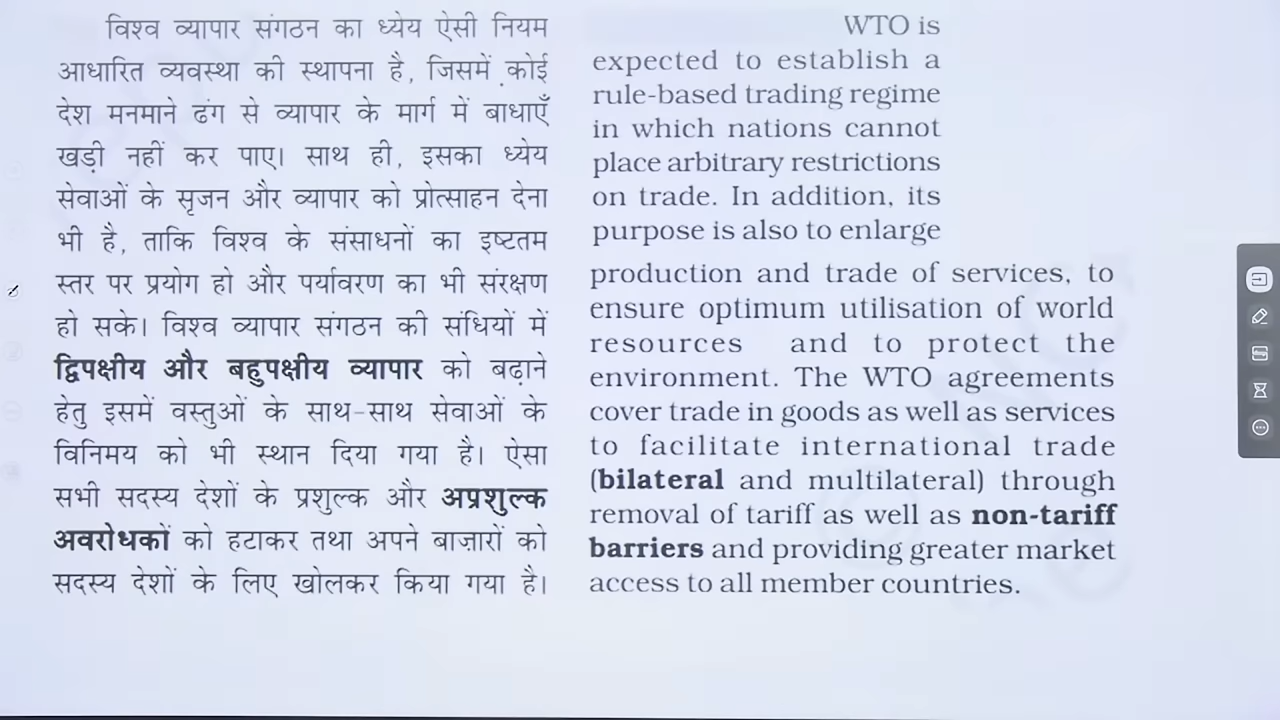 विश्व व्यापार संगठन का ध्येय ऐसी नियम
आधारित व्यवस्था की स्थापना है, जिसमें कोई
देश मनमाने ढंग से व्यापार के मार्ग में बाधाएँ
खड़ी नहीं कर पाए। साथ ही, इसका ध्येय
सेवाओं के सृजन और व्यापार को प्रोत्साहन देना
भी है, ताकि विश्व के संसाधनों का इष्टतम
स्तर पर प्रयोग हो और पर्यावरण का भी संरक्षण
हो सके। विश्व व्यापार संगठन की संधियों में
द्विपक्षीय और बहुपक्षीय व्यापार को बढ़ाने
हेतु इसमें वस्तुओं के साथ-साथ सेवाओं के
विनिमय को भी स्थान दिया गया है। ऐसा
सभी सदस्य देशों के प्रशुल्क और अप्रशुल्क
अवरोधकों को हटाकर तथा अपने बाज़ारों को
सदस्य देशों के लिए खोलकर किया गया है।
WTO is
expected to establish a
rule-based trading regime
in which nations cannot
place arbitrary restrictions
on trade. In addition, its
purpose is also to enlarge
production and trade of services, to
ensure optimum utilisation of world
resources and to protect the
environment. The WTO agreements
cover trade in goods as well as services
to facilitate international trade
(bilateral and multilateral) through
removal of tariff as well as non-tariff
barriers and providing greater market
access to all member countries.